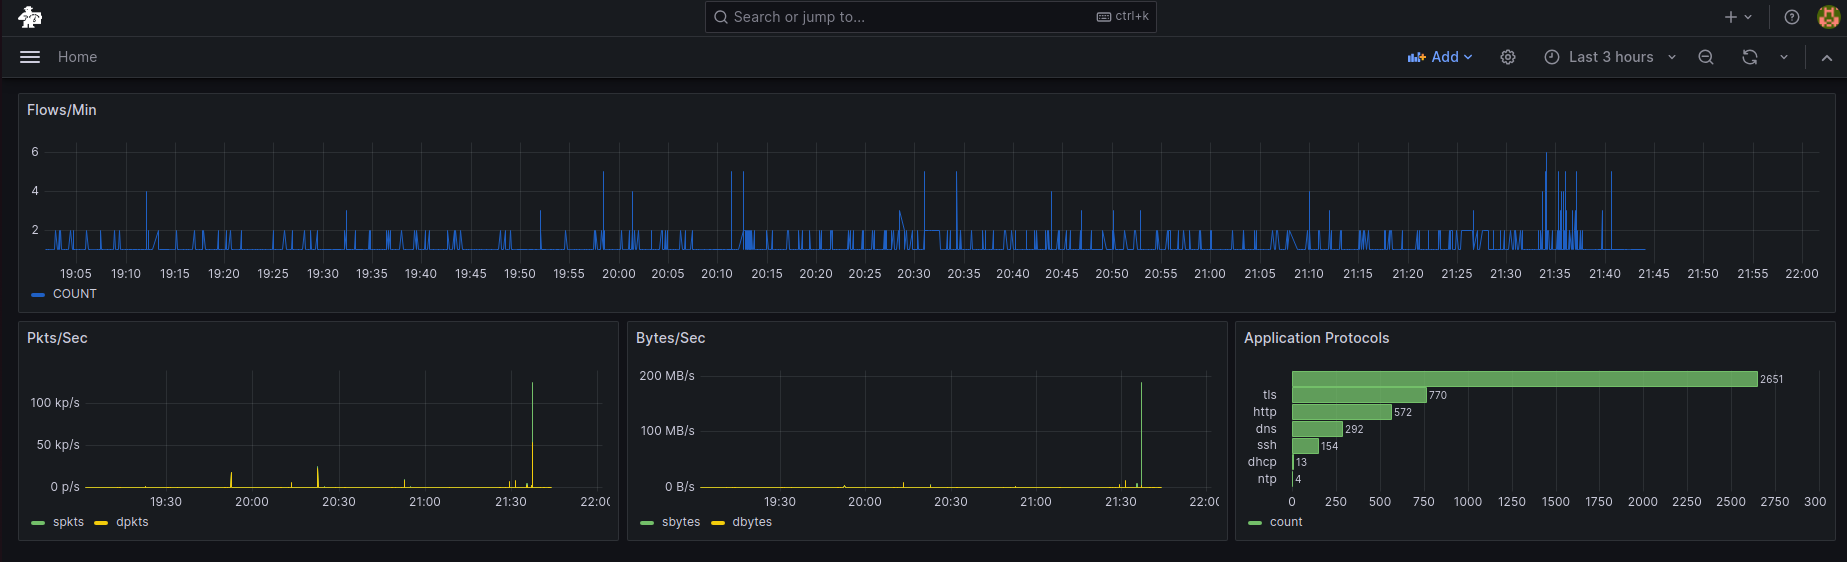 Search or jump to... ctrl+k
Home
Add
Last 3 hours
Flows/Min
6
4
2
19:05 19:10 19:15 19:20 19:25 19:30 19:35 19:40 19:45 19:50 19:55 20:00 20:05 20:10 20:15 20:20 20:25 20:30 20:35 20:40 20:45 20:50 20:55 21:00 21:05 21:10 21:15 21:20 21:25 21:30 21:35 21:40 21:45 21:50 21:55 22:00
COUNT
Pkts/Sec
100 kp/s
50 kp/s
0 p/s
19:30 20:00 20:30 21:00 21:30 22:00
spkts dpkts
Bytes/Sec
200 MB/s
100 MB/s
0 B/s
19:30 20:00 20:30 21:00 21:30 22:00
sbytes dbytes
Application Protocols
2651
tls 770
http 572
dns 292
ssh 154
dhcp 13
ntp 4
0 250 500 750 1000 1250 1500 1750 2000 2250 2500 2750 300
count